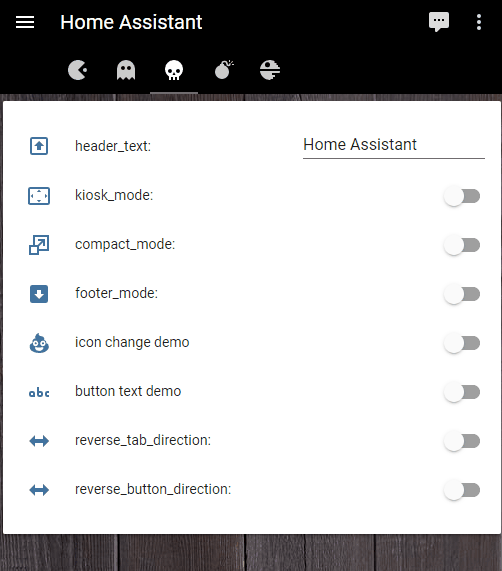 Home Assistant
header_text:
Home Assistant
kiosk_mode:
compact_mode:
footer_mode:
icon change demo
abc
button text demo
reverse_tab_direction:
reverse_button_direction: